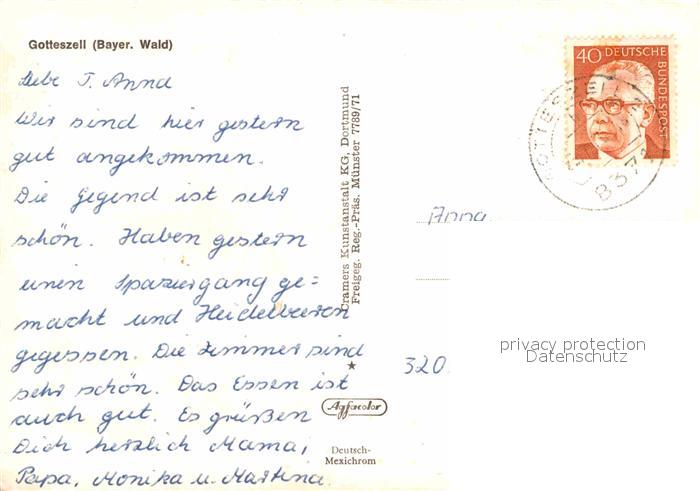 Gotteszell (Bayer. Wald)
Liebe T. Anna
Wir sind hier gestern
gut angekommen.
Die Gegend ist sehr
schön. Haben gestern
einen Spaziergang ge=
macht und Heidelbeeren
gegessen. Die Zimmer sind
sehr schön. Das Essen ist
auch gut. Es grüßen
Dich herzlich Mama,
Papa, Monika u. Martina.
Cramers Kunstanstalt KG, Dortmund
Freigeg. Reg.-Präs. Münster 7789/71
Agfacolor
Deutsch-
Mexichrom
40 DEUTSCHE
BUNDESPOST
GOTTESZELL
8371
Anna
320
privacy protection
Datenschutz